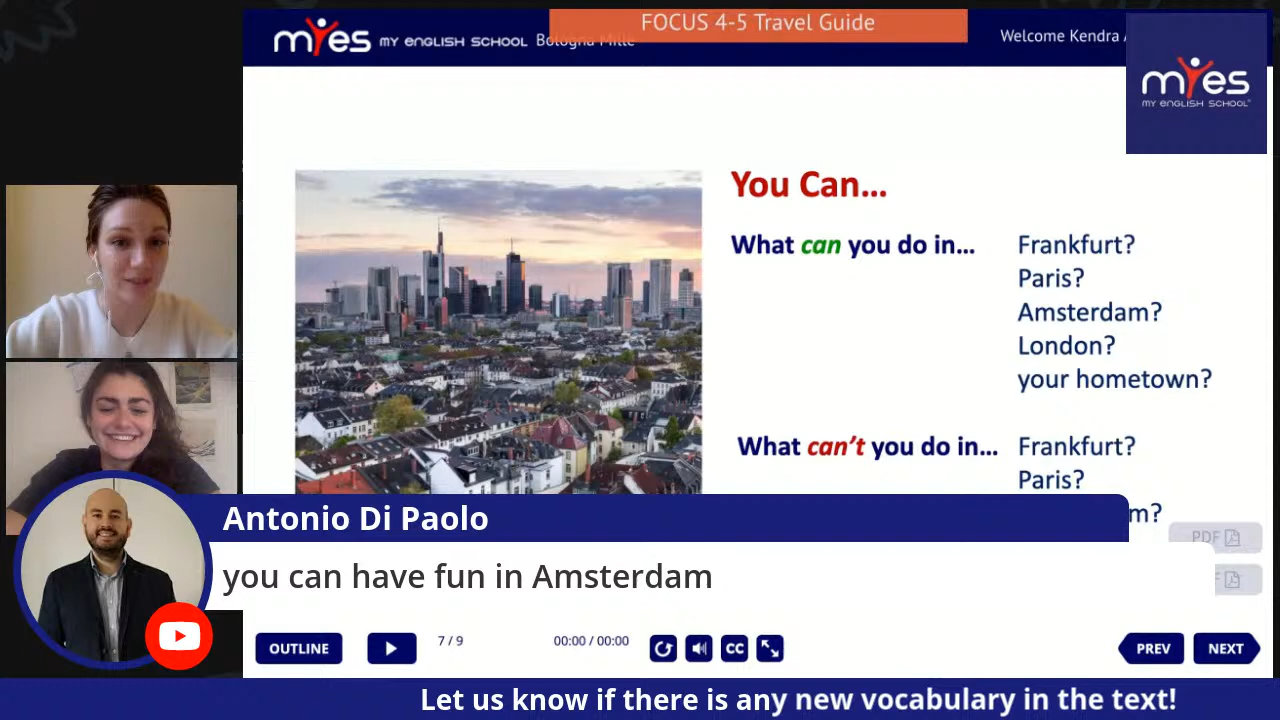 FOCUS 4-5 Travel Guide
myes MY ENGLISH SCHOOL Bologna Mille
Welcome Kendra
myes
MY ENGLISH SCHOOL
You Can...
What can you do in... Frankfurt?
Paris?
Amsterdam?
London?
your hometown?
What can't you do in... Frankfurt?
Paris?
m?
Antonio Di Paolo
you can have fun in Amsterdam
PDF
OUTLINE
7 / 9
00:00 / 00:00
CC
PREV
NEXT
Let us know if there is any new vocabulary in the text!